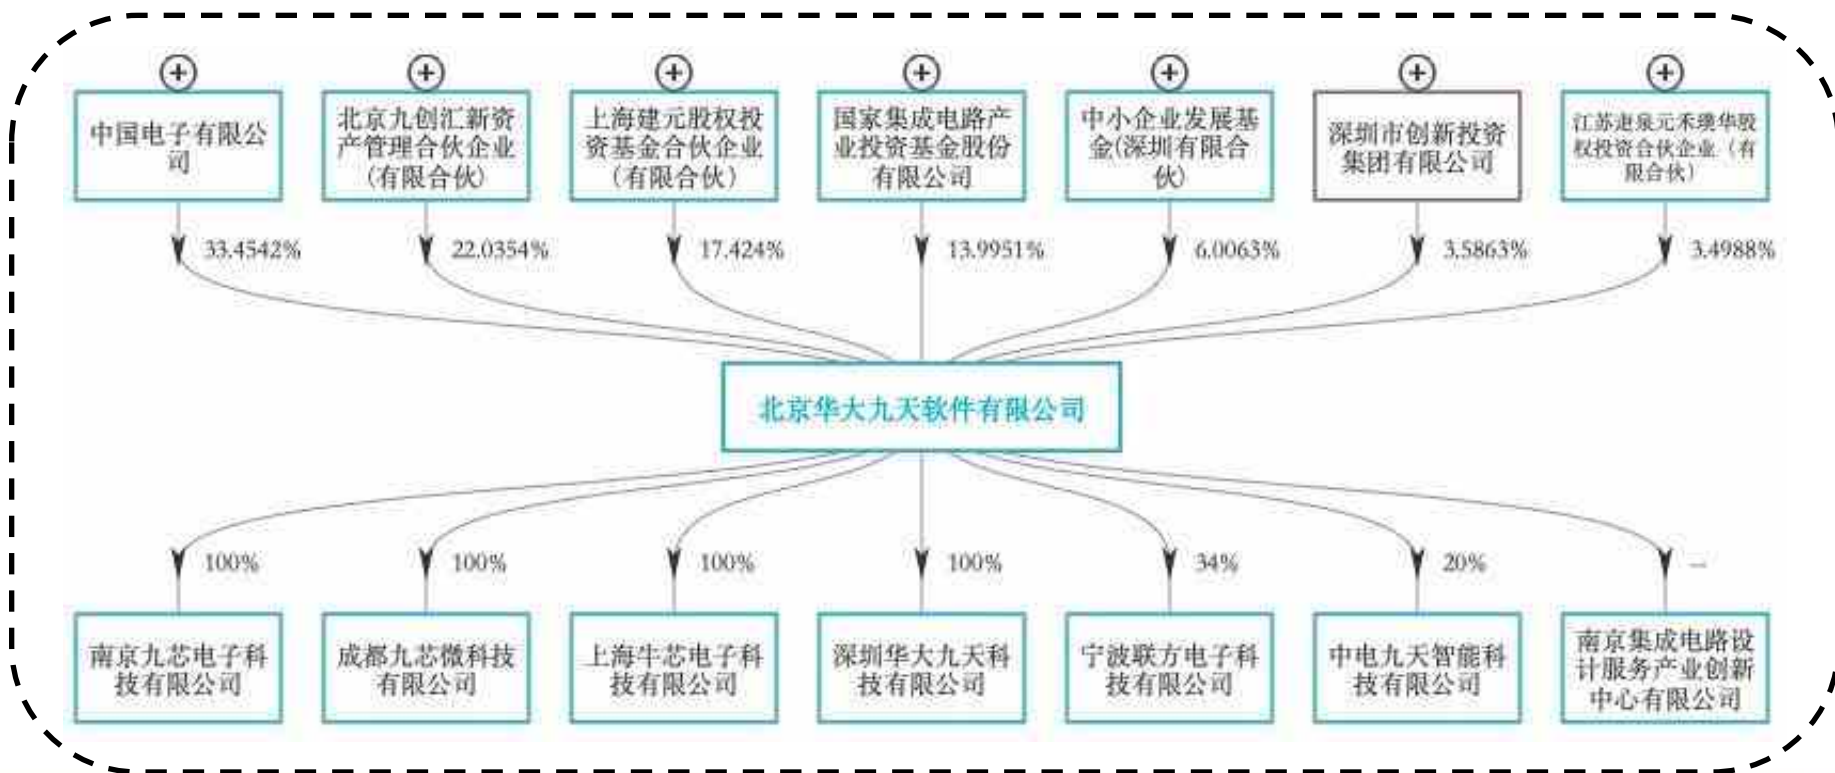 中国电子有限公
司
北京九创汇新资
产管理合伙企业
(有限合伙)
上海建元股权投
资基金合伙企业
（有限合伙）
国家集成电路产
业投资基金股份
有限公司
中小企业发展基
金(深圳有限合
伙)
深圳市创新投资
集团有限公司
江苏疌泉元禾璞华股
权投资合伙企业（有
限合伙）
33.4542%
22.0354%
17.424%
13.9951%
6.0063%
3.5863%
3.4988%
北京华大九天软件有限公司
100%
100%
100%
100%
34%
20%
--
南京九芯电子科
技有限公司
成都九芯微科技
有限公司
上海牛芯电子科
技有限公司
深圳华大九天科
技有限公司
宁波联方电子科
技有限公司
中电九天智能科
技有限公司
南京集成电路设
计服务产业创新
中心有限公司